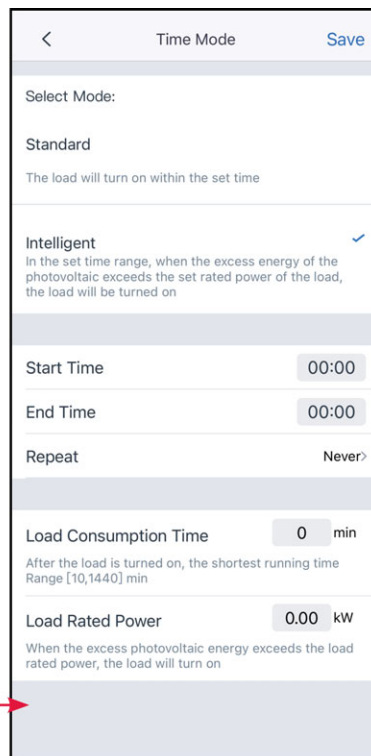 Time Mode Save
Select Mode:
Standard
The load will turn on within the set time
Intelligent
In the set time range, when the excess energy of the
photovoltaic exceeds the set rated power of the load,
the load will be turned on
Start Time 00:00
End Time 00:00
Repeat Never>
Load Consumption Time 0 min
After the load is turned on, the shortest running time
Range [10,1440] min
Load Rated Power 0.00 kW
When the excess photovoltaic energy exceeds the load
rated power, the load will turn on